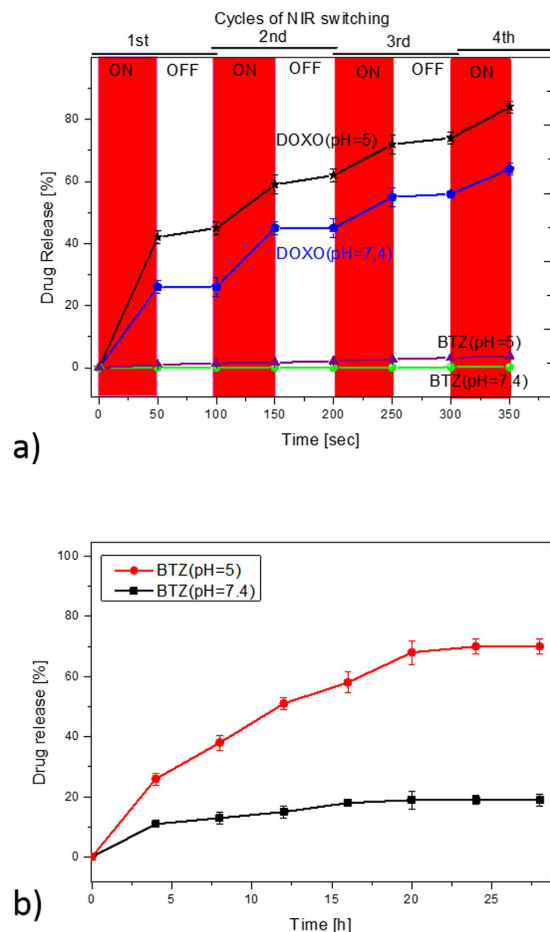 Cycles of NIR switching
1st 2nd 3rd 4th
ON OFF ON OFF ON OFF ON
80
DOXO(pH=5)
60
40
DOXO(pH=7,4)
20
BTZ(pH=5)
0
BTZ(pH=7,4)
Drug Release [%]
0 50 100 150 200 250 300 350
Time [sec]
a)
100
BTZ(pH=5)
BTZ(pH=7.4)
80
60
40
20
0
Drug release [%]
0 5 10 15 20 25
Time [h]
b)